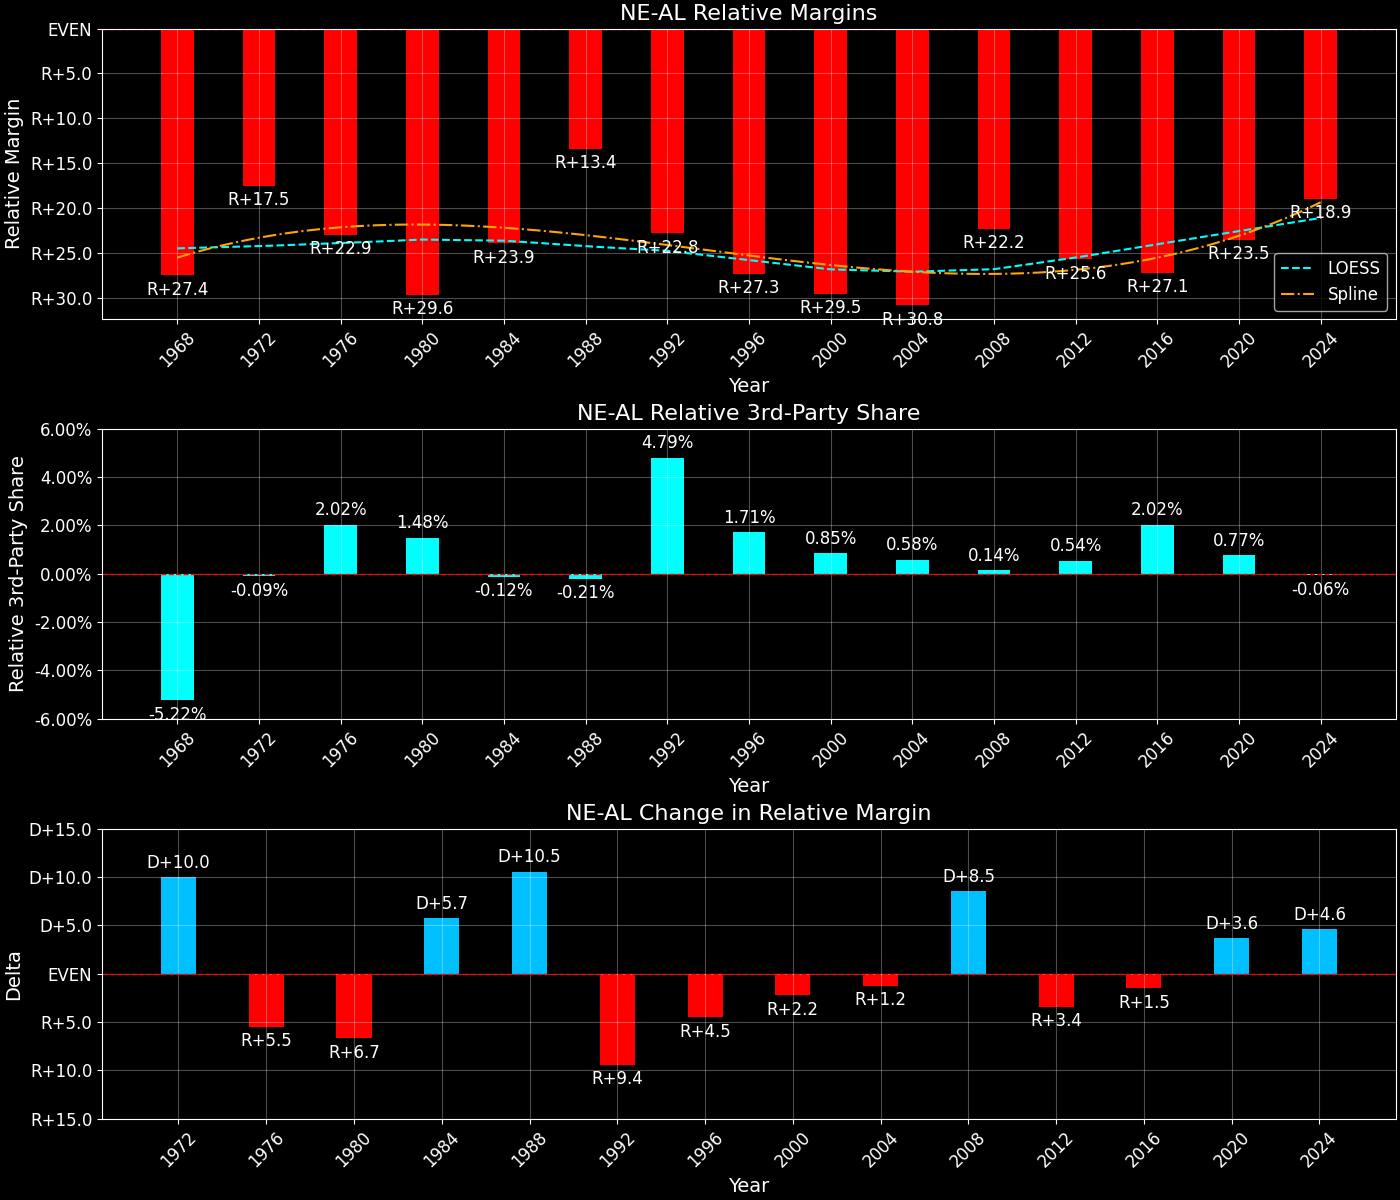 NE-AL Relative Margins
Relative Margin
EVEN
R+5.0
R+10.0
R+15.0
R+20.0
R+25.0
R+30.0
R+27.4
R+17.5
R+22.9
R+29.6
R+23.9
R+13.4
R+22.8
R+27.3
R+29.5
R+30.8
R+22.2
R+25.6
R+27.1
R+23.5
R+18.9
LOESS
Spline
1968
1972
1976
1980
1984
1988
1992
1996
2000
2004
2008
2012
2016
2020
2024
Year
NE-AL Relative 3rd-Party Share
Relative 3rd-Party Share
6.00%
4.00%
2.00%
0.00%
-2.00%
-4.00%
-6.00%
-5.22%
-0.09%
2.02%
1.48%
-0.12%
-0.21%
4.79%
1.71%
0.85%
0.58%
0.14%
0.54%
2.02%
0.77%
-0.06%
1968
1972
1976
1980
1984
1988
1992
1996
2000
2004
2008
2012
2016
2020
2024
Year
NE-AL Change in Relative Margin
Delta
D+15.0
D+10.0
D+5.0
EVEN
R+5.0
R+10.0
R+15.0
D+10.0
R+5.5
R+6.7
D+5.7
D+10.5
R+9.4
R+4.5
R+2.2
R+1.2
D+8.5
R+3.4
R+1.5
D+3.6
D+4.6
1972
1976
1980
1984
1988
1992
1996
2000
2004
2008
2012
2016
2020
2024
Year